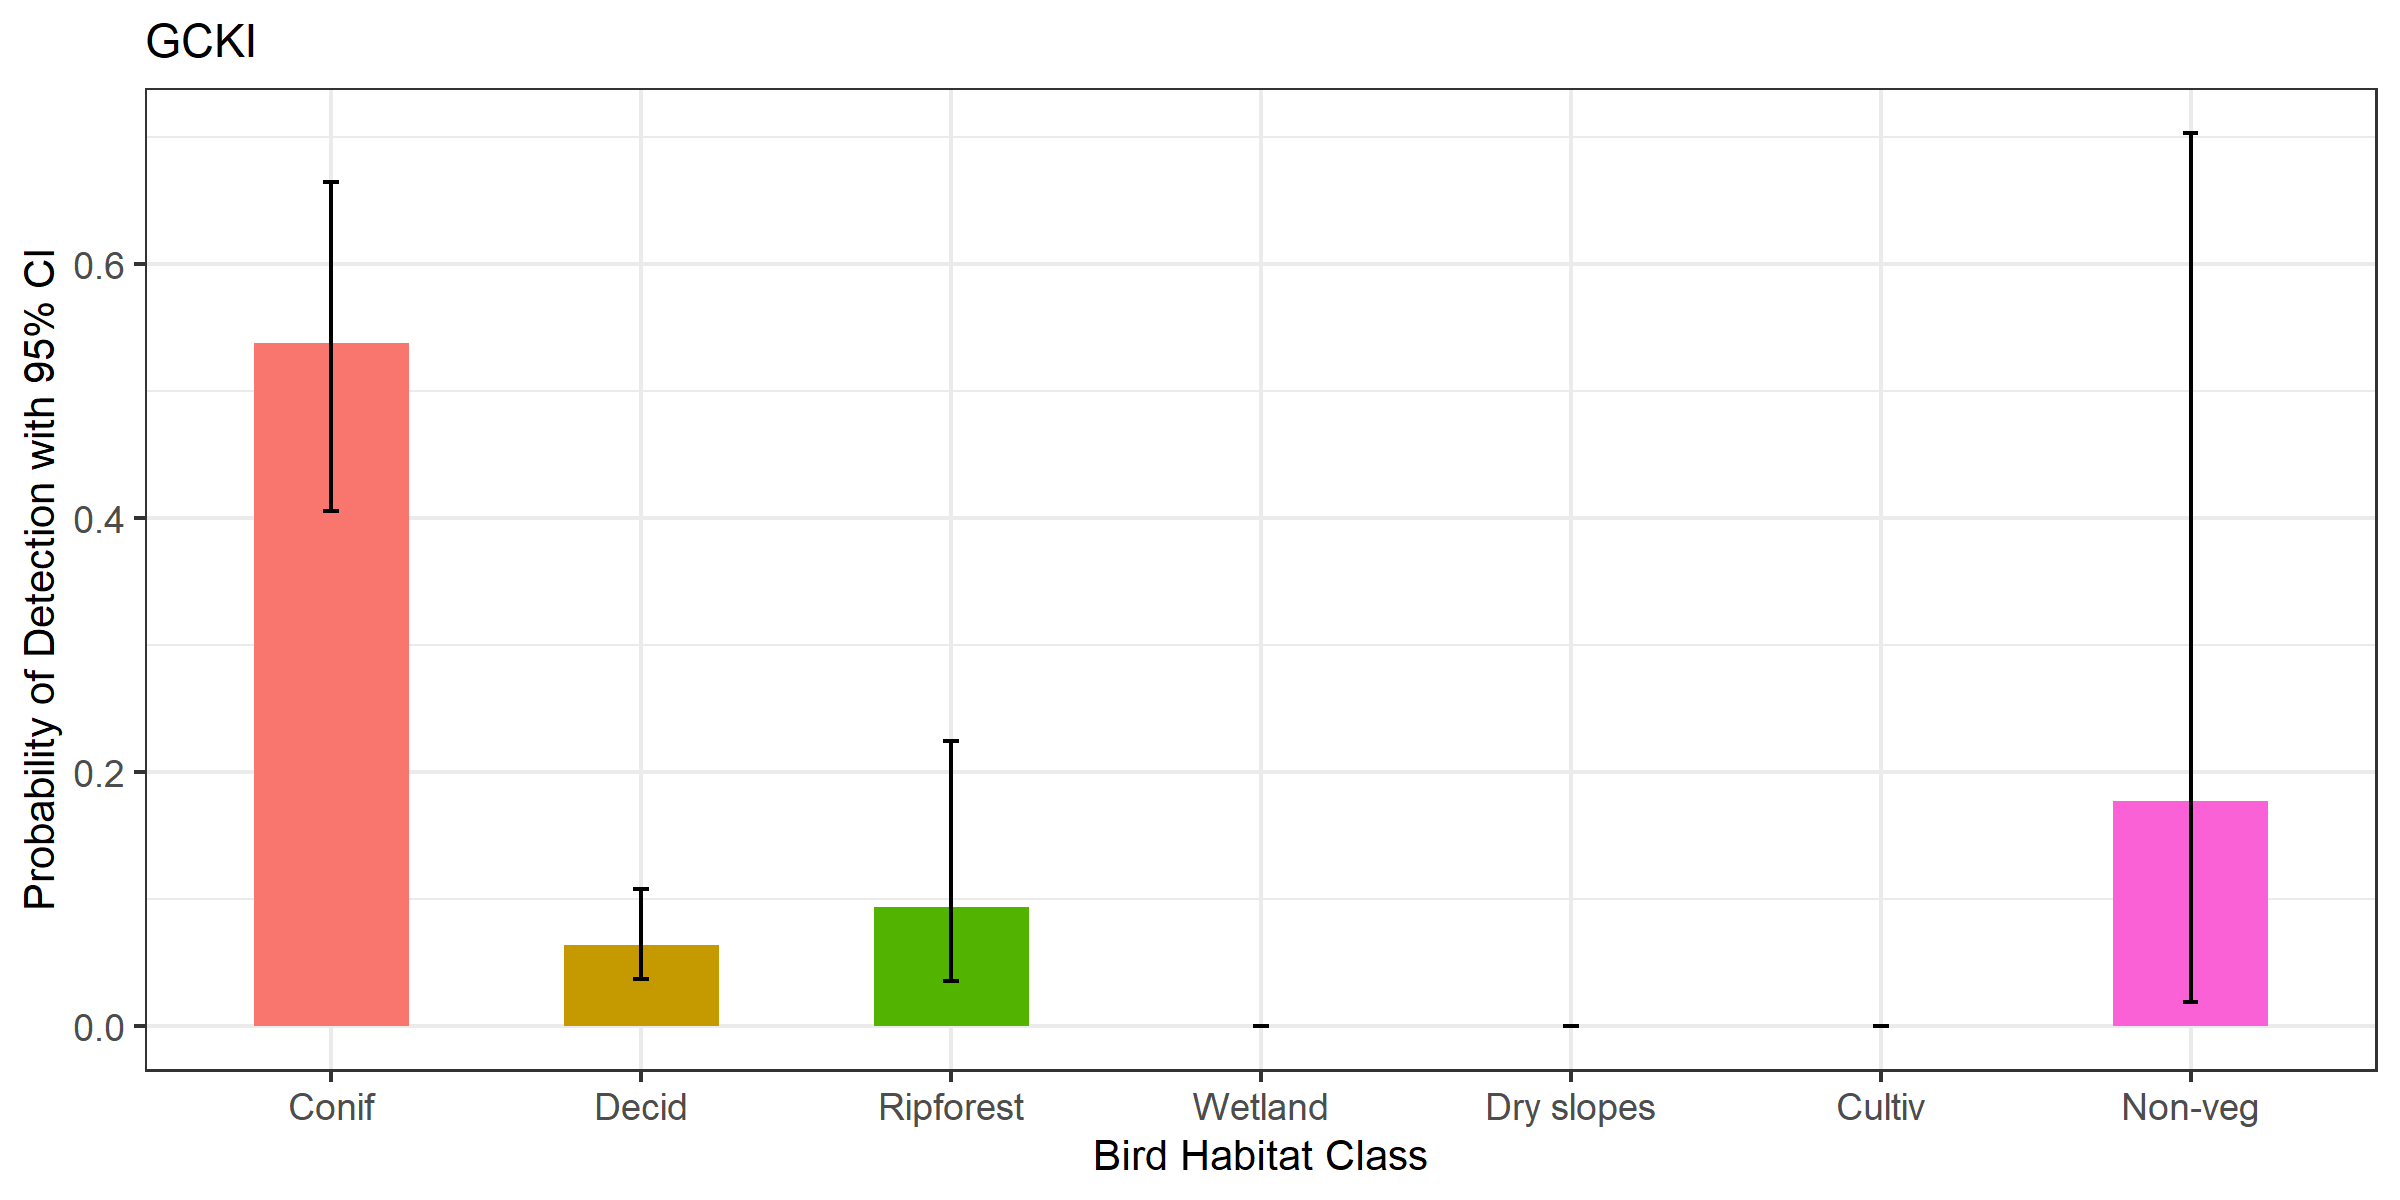 GCKI
Probability of Detection with 95% CI
0.6
0.4
0.2
0.0
Conif Decid Ripforest Wetland Dry slopes Cultiv Non-veg
Bird Habitat Class